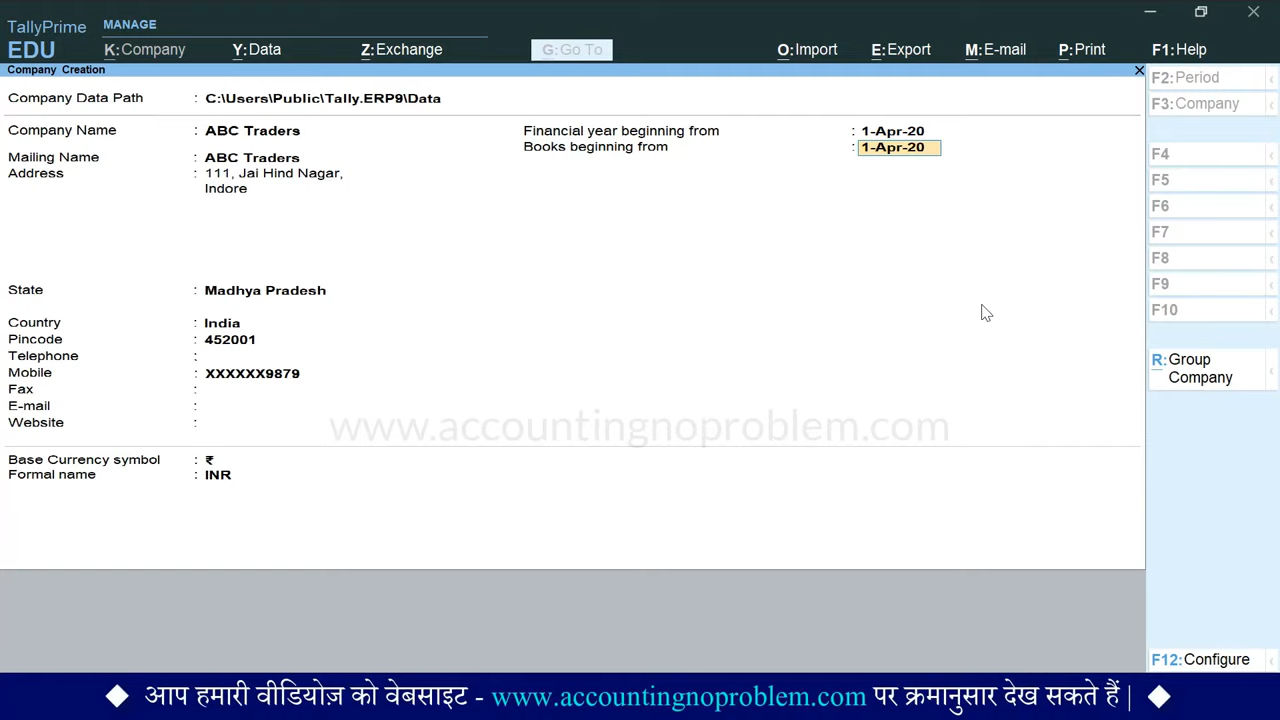 TallyPrime
EDU
MANAGE
K:Company
Y:Data
Z:Exchange
G:Go To
O:Import
E:Export
M:E-mail
P:Print
F1:Help
Company Creation
Company Data Path : C:\Users\Public\Tally.ERP9\Data
Company Name : ABC Traders
Mailing Name : ABC Traders
Address : 111, Jai Hind Nagar,
Indore
State : Madhya Pradesh
Country : India
Pincode : 452001
Telephone :
Mobile : XXXXXX9879
Fax :
E-mail :
Website :
Base Currency symbol : ₹
Formal name : INR
Financial year beginning from : 1-Apr-20
Books beginning from : 1-Apr-20
www.accountingnoproblem.com
F2:Period
F3:Company
F4
F5
F6
F7
F8
F9
F10
R:Group
Company
F12:Configure
आप हमारी वीडियोज़ को वेबसाइट - www.accountingnoproblem.com पर क्रमानुसार देख सकते हैं |